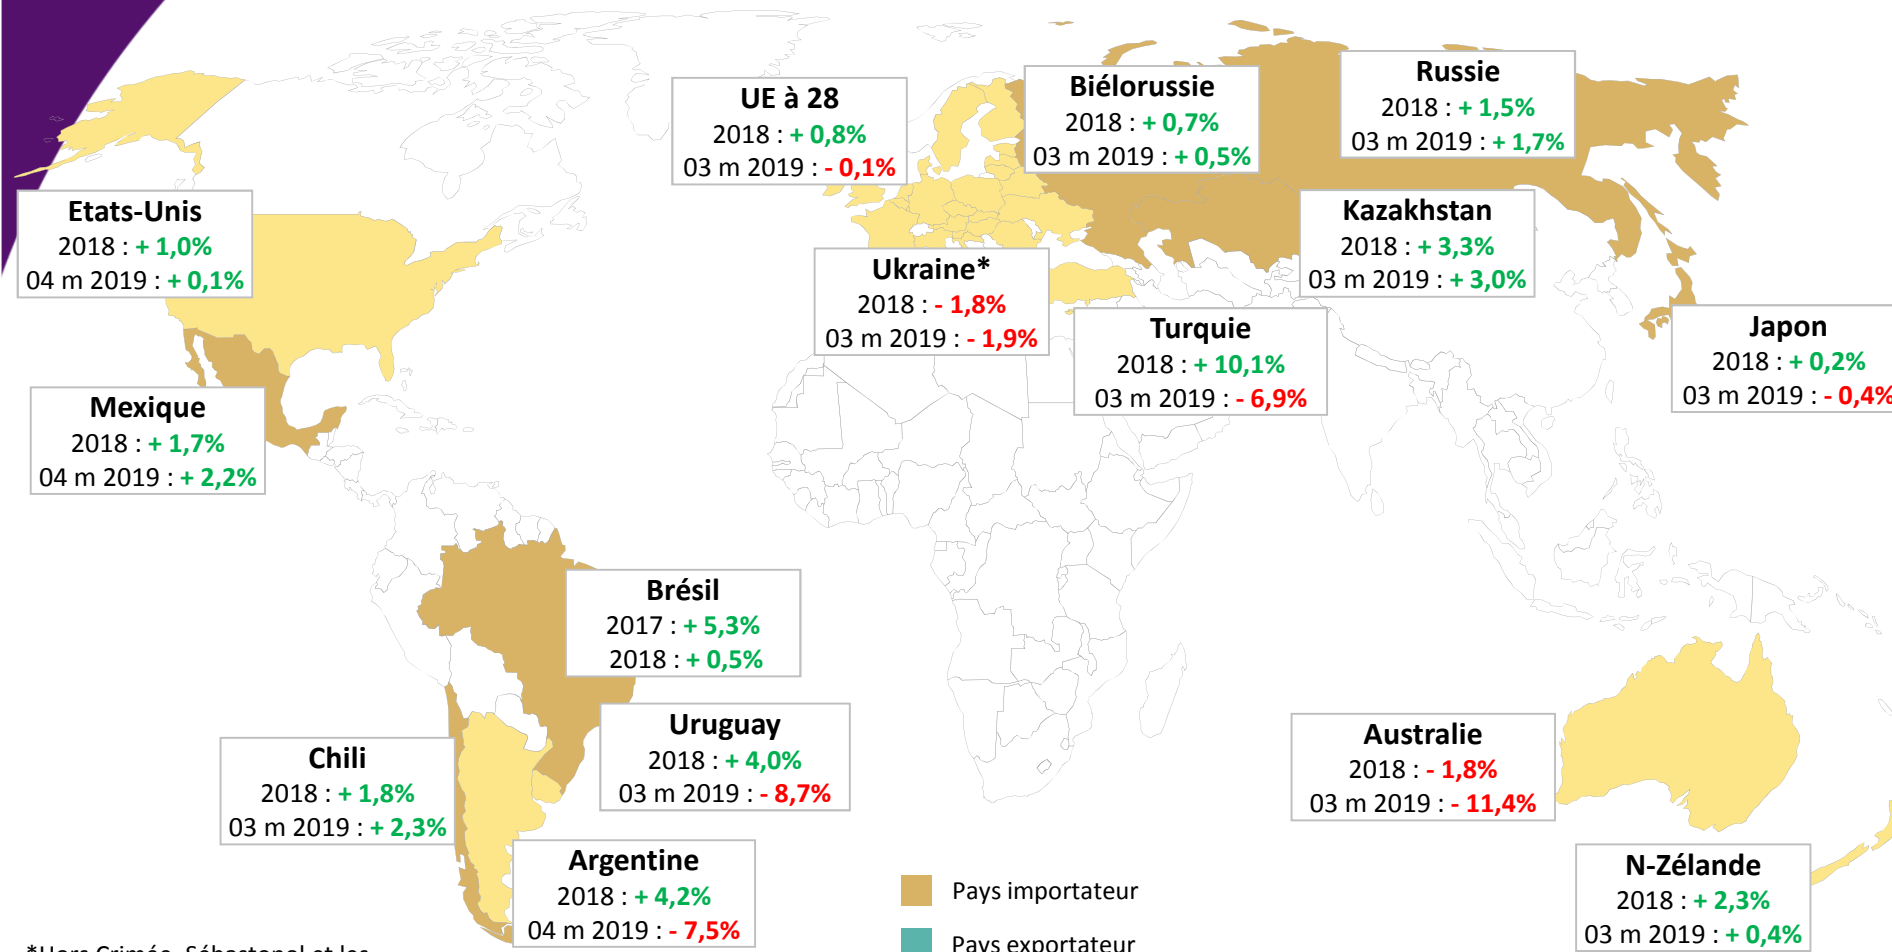 UE à 28
2018 : + 0,8%
03 m 2019 : - 0,1%
Biélorussie
2018 : + 0,7%
03 m 2019 : + 0,5%
Russie
2018 : + 1,5%
03 m 2019 : + 1,7%
Etats-Unis
2018 : + 1,0%
04 m 2019 : + 0,1%
Kazakhstan
2018 : + 3,3%
03 m 2019 : + 3,0%
Ukraine*
2018 : - 1,8%
03 m 2019 : - 1,9%
Turquie
2018 : + 10,1%
03 m 2019 : - 6,9%
Japon
2018 : + 0,2%
03 m 2019 : - 0,4%
Mexique
2018 : + 1,7%
04 m 2019 : + 2,2%
Brésil
2017 : + 5,3%
2018 : + 0,5%
Uruguay
2018 : + 4,0%
03 m 2019 : - 8,7%
Chili
2018 : + 1,8%
03 m 2019 : + 2,3%
Australie
2018 : - 1,8%
03 m 2019 : - 11,4%
Argentine
2018 : + 4,2%
04 m 2019 : - 7,5%
N-Zélande
2018 : + 2,3%
03 m 2019 : + 0,4%
Pays importateur
Pays exportateur
*Hors Crimée, Sébastopol et les